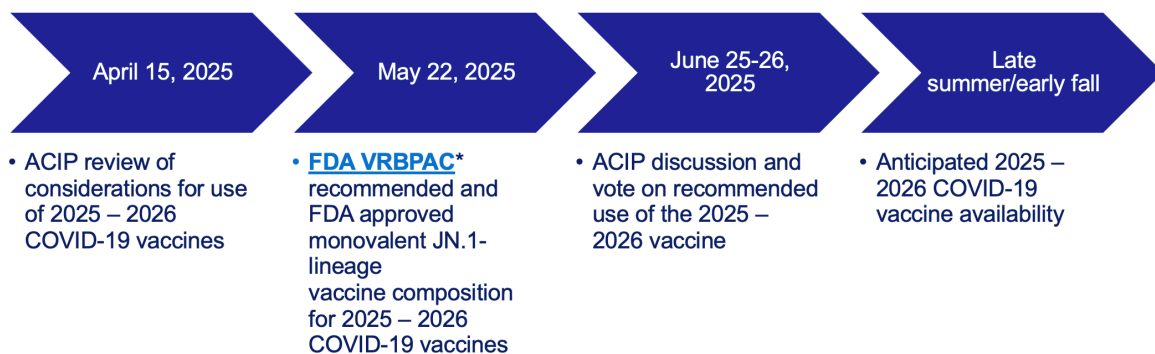 April 15, 2025
May 22, 2025
June 25-26,
2025
Late
summer/early fall
• ACIP review of
considerations for use
of 2025 – 2026
COVID-19 vaccines
• FDA VRBPAC*
recommended and
FDA approved
monovalent JN.1-
lineage
vaccine composition
for 2025 – 2026
COVID-19 vaccines
• ACIP discussion and
vote on recommended
use of the 2025 –
2026 vaccine
• Anticipated 2025 –
2026 COVID-19
vaccine availability